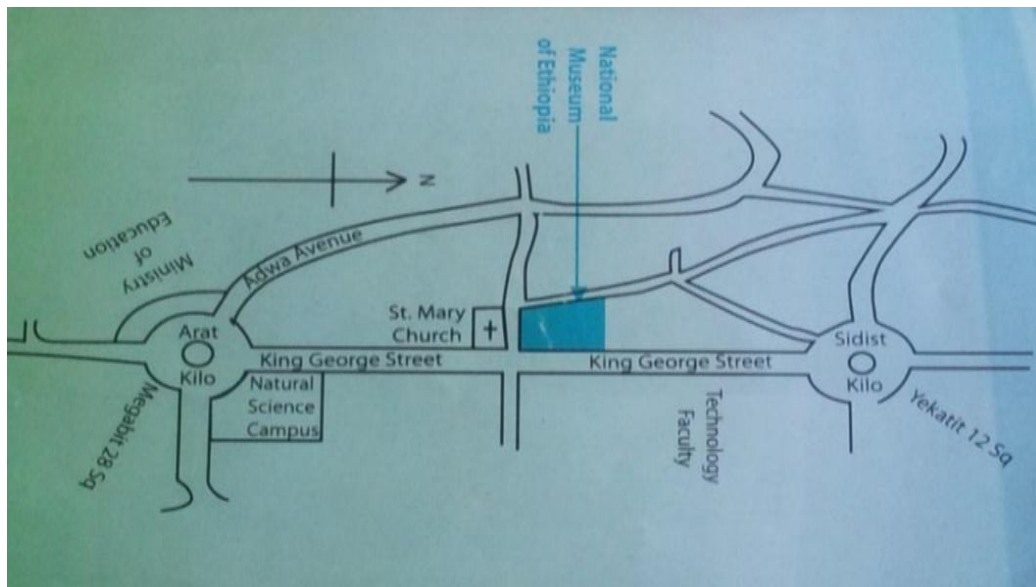 National
Museum
of Ethiopia
N
Ministry
of
Education
Adwa Avenue
St. Mary
Church
Arat
Kilo
King George Street
King George Street
Sidist
Kilo
Natural
Science
Campus
Technology
Faculty
Megabit 28 Sq
Yekatit 12 Sq